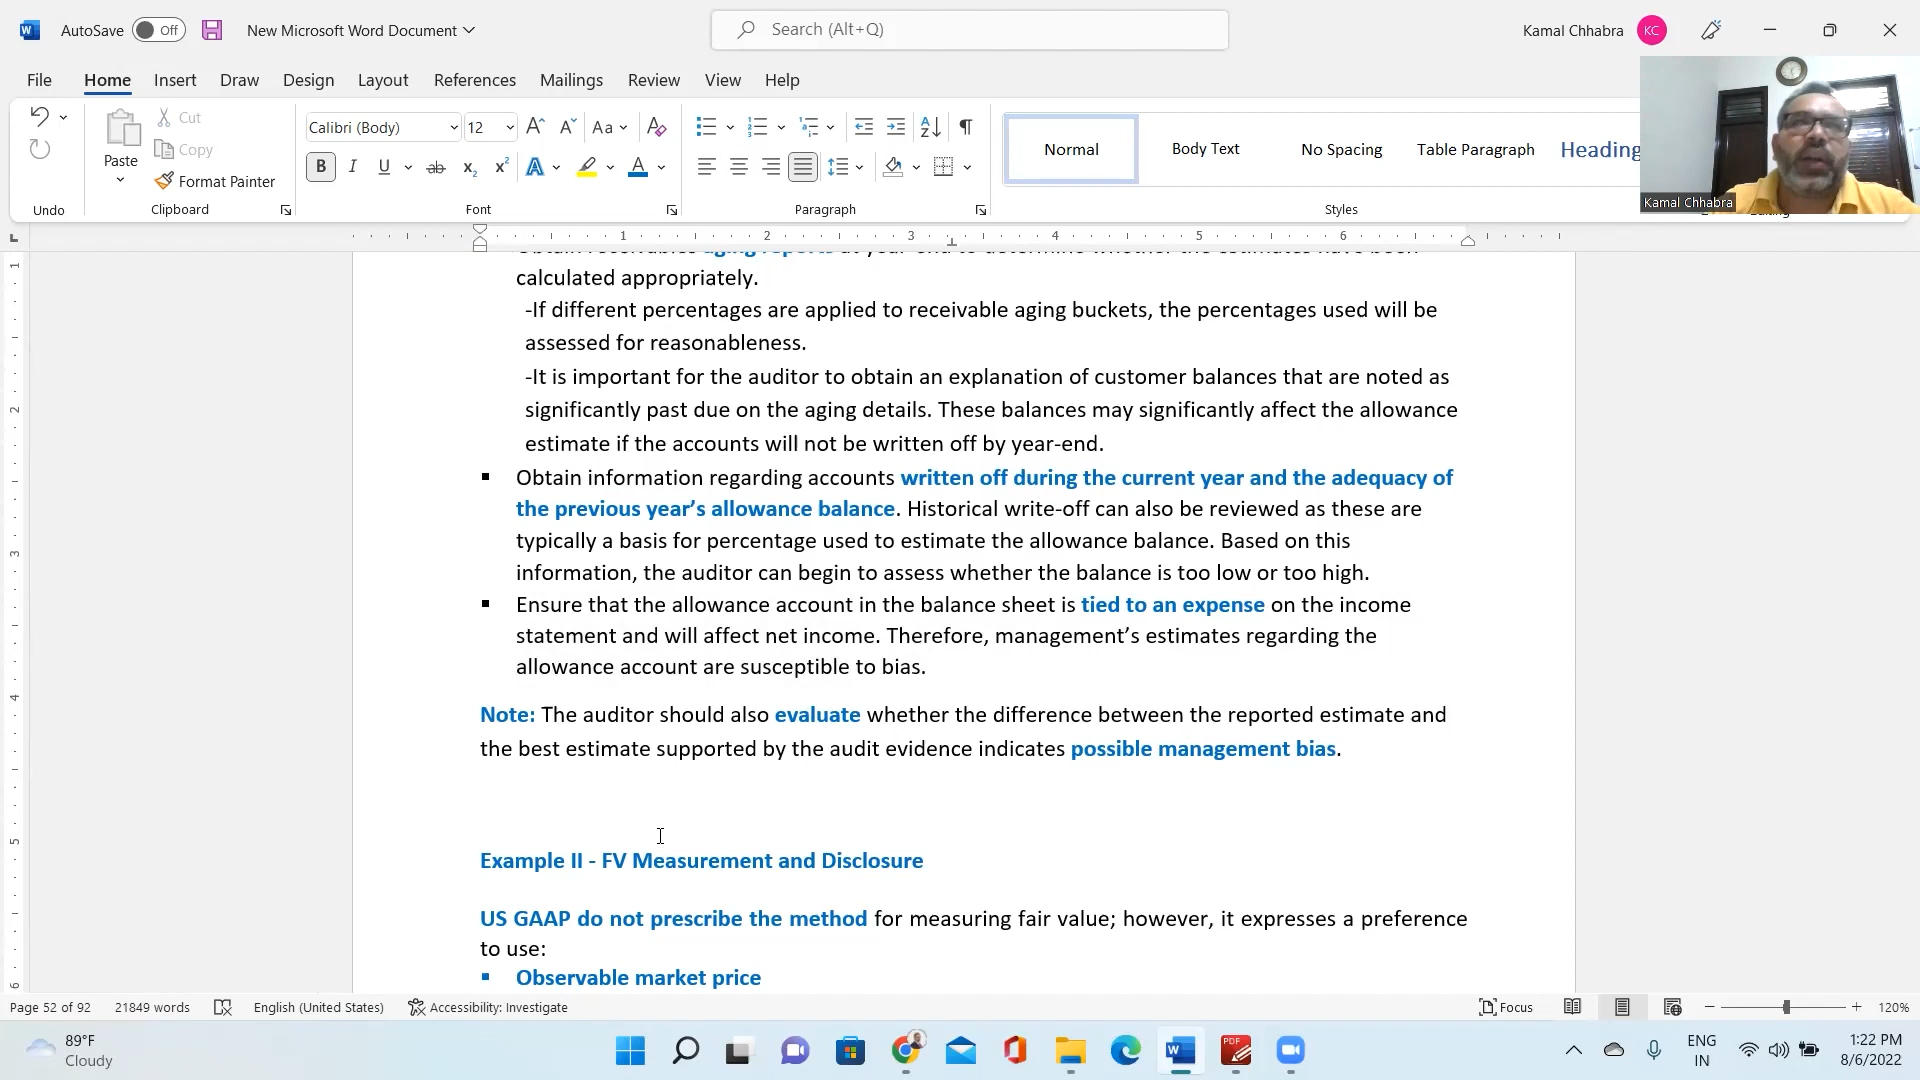 AutoSave Off New Microsoft Word Document Search (Alt+Q) Kamal Chhabra KC
File Home Insert Draw Design Layout References Mailings Review View Help
Paste Cut Copy Format Painter
Calibri (Body) 12
Normal Body Text No Spacing Table Paragraph Heading
Undo Clipboard Font Paragraph Styles
Kamal Chhabra
1 2 3 4 5 6
Obtain receivables aging reports at year-end to determine whether the estimates have been
calculated appropriately.
-If different percentages are applied to receivable aging buckets, the percentages used will be
assessed for reasonableness.
-It is important for the auditor to obtain an explanation of customer balances that are noted as
significantly past due on the aging details. These balances may significantly affect the allowance
estimate if the accounts will not be written off by year-end.
▪ Obtain information regarding accounts written off during the current year and the adequacy of
the previous year’s allowance balance. Historical write-off can also be reviewed as these are
typically a basis for percentage used to estimate the allowance balance. Based on this
information, the auditor can begin to assess whether the balance is too low or too high.
▪ Ensure that the allowance account in the balance sheet is tied to an expense on the income
statement and will affect net income. Therefore, management’s estimates regarding the
allowance account are susceptible to bias.
Note: The auditor should also evaluate whether the difference between the reported estimate and
the best estimate supported by the audit evidence indicates possible management bias.
Example II - FV Measurement and Disclosure
US GAAP do not prescribe the method for measuring fair value; however, it expresses a preference
to use:
▪ Observable market price
Page 52 of 92 21849 words English (United States) Accessibility: Investigate Focus 120%
89°F
Cloudy
ENG
IN
1:22 PM
8/6/2022